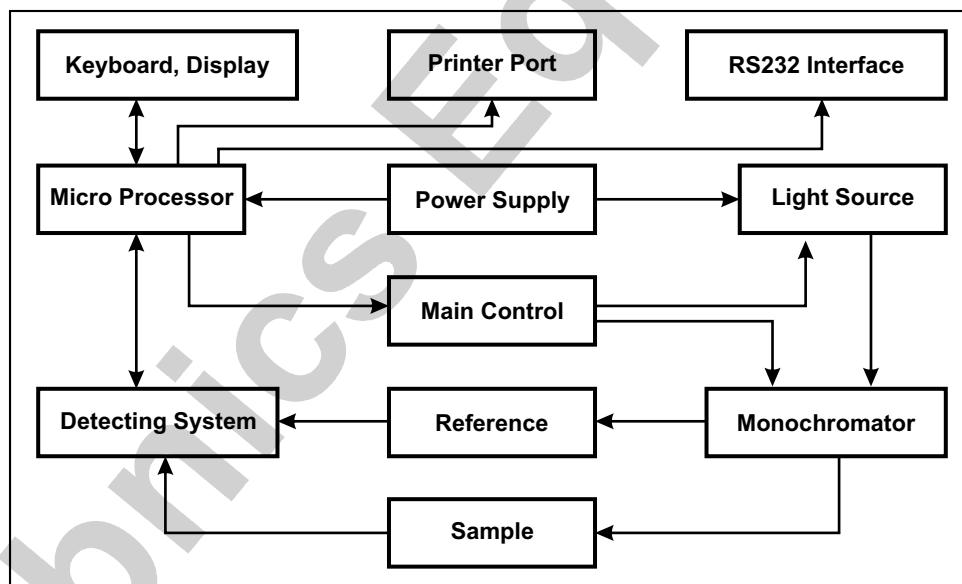 Keyboard, Display
Printer Port
RS232 Interface
Micro Processor
Power Supply
Light Source
Main Control
Detecting System
Reference
Monochromator
Sample